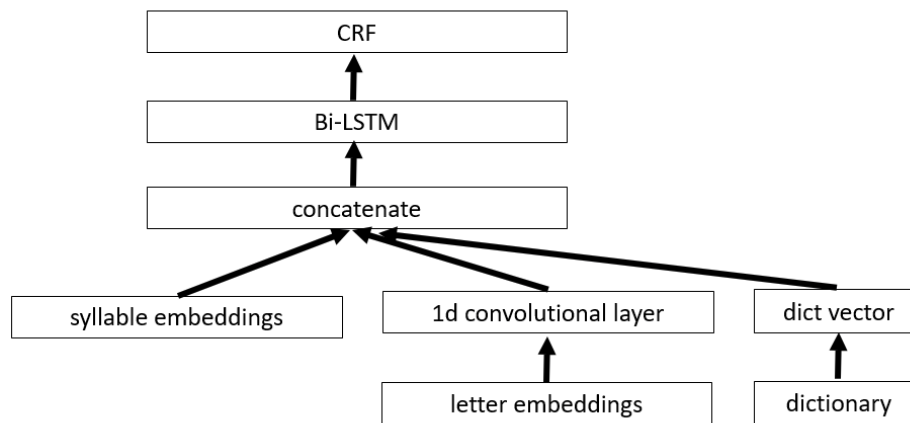 CRF
Bi-LSTM
concatenate
syllable embeddings
1d convolutional layer
dict vector
letter embeddings
dictionary